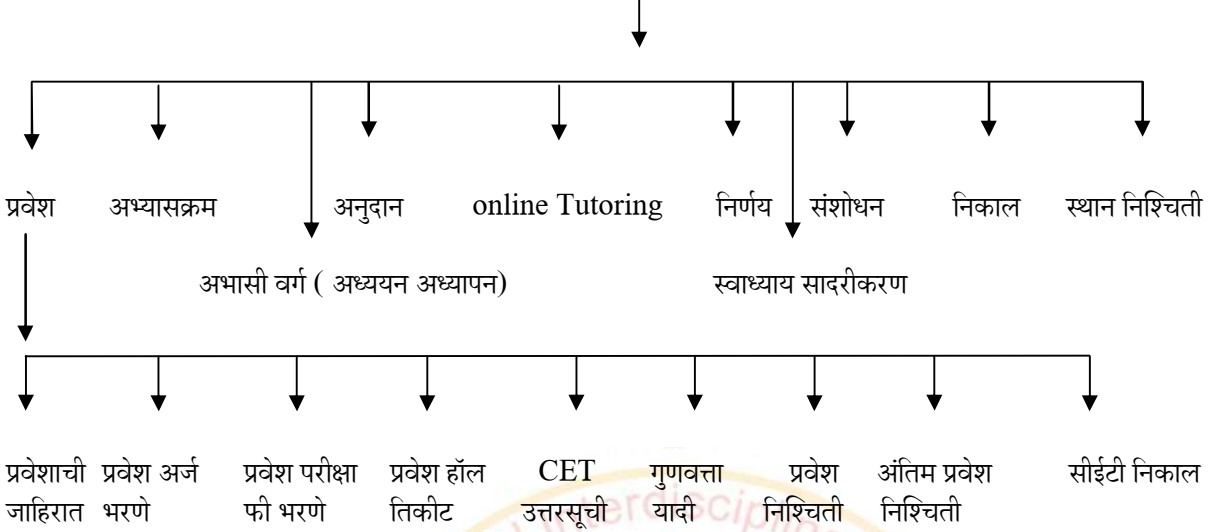 प्रवेश अभ्यासक्रम अनुदान online Tutoring निर्णय संशोधन निकाल स्थान निश्चिती
अभासी वर्ग ( अध्ययन अध्यापन) स्वाध्याय सादरीकरण
प्रवेशाची प्रवेश अर्ज प्रवेश परीक्षा प्रवेश हॉल CET गुणवत्ता प्रवेश अंतिम प्रवेश सीईटी निकाल
जाहिरात भरणे फी भरणे तिकीट उत्तरसूची यादी निश्चिती निश्चिती